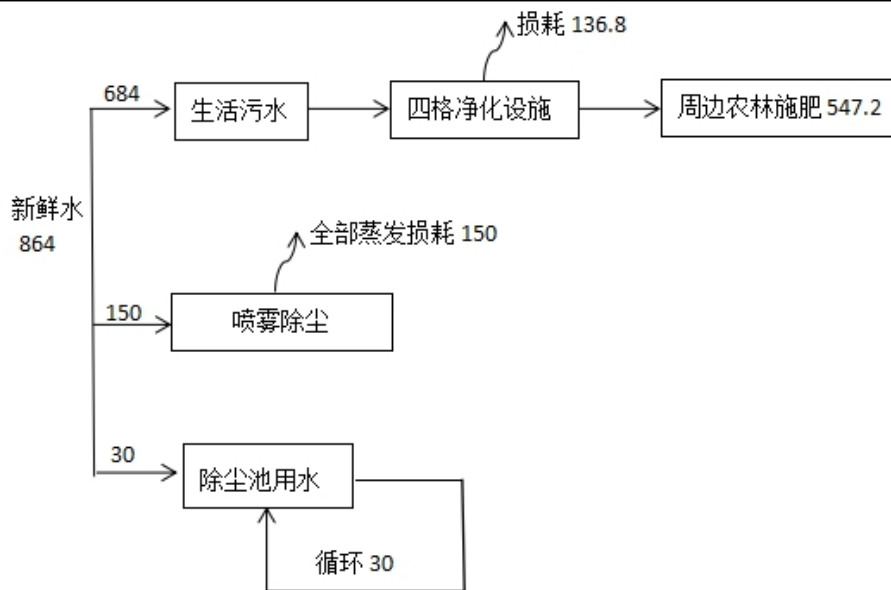 损耗 136.8
684
生活污水
四格净化设施
周边农林施肥 547.2
新鲜水
864
全部蒸发损耗 150
150
喷雾除尘
30
除尘池用水
循环 30